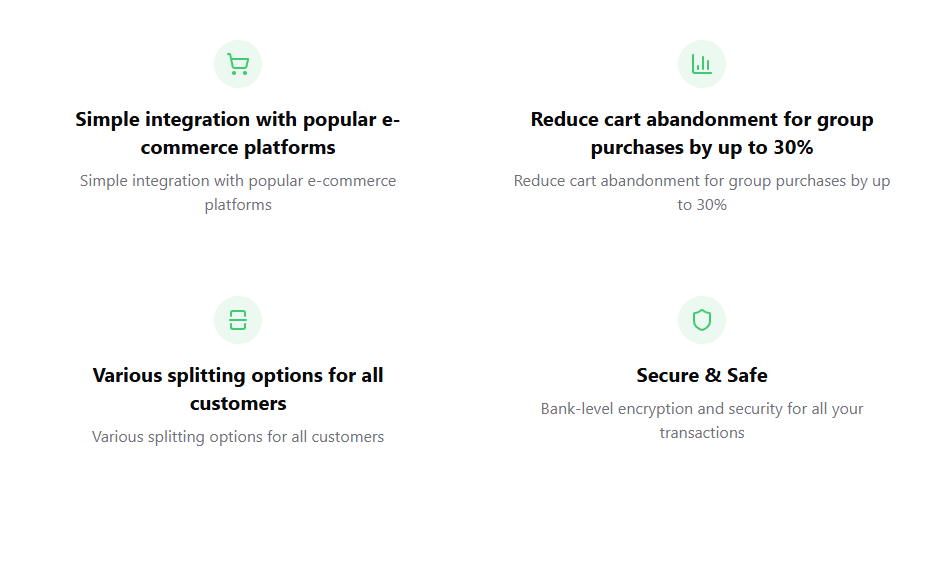 Simple integration with popular e-
commerce platforms
Simple integration with popular e-commerce
platforms
Reduce cart abandonment for group
purchases by up to 30%
Reduce cart abandonment for group purchases by up
to 30%
Various splitting options for all
customers
Various splitting options for all customers
Secure & Safe
Bank-level encryption and security for all your
transactions